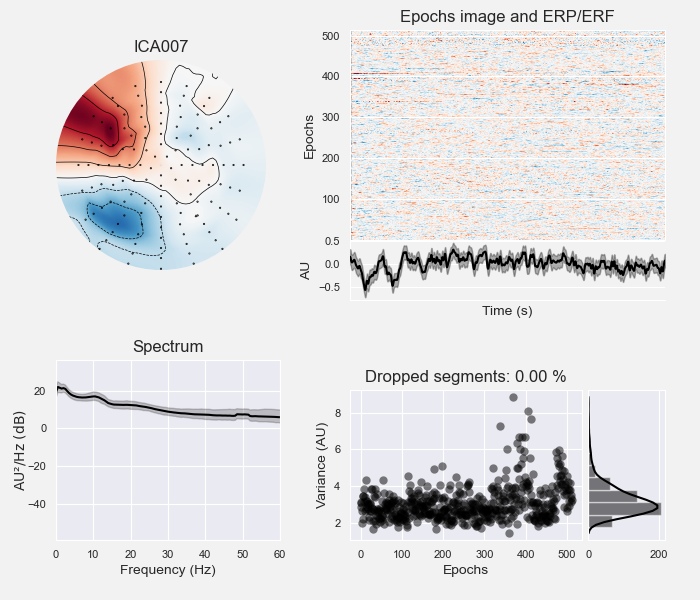 ICA007
Epochs image and ERP/ERF
500
400
300
200
100
Epochs
0.5
0.0
−0.5
AU
Time (s)
Spectrum
20
0
−20
−40
AU²/Hz (dB)
0 10 20 30 40 50 60
Frequency (Hz)
Dropped segments: 0.00 %
8
6
4
2
Variance (AU)
0 100 200 300 400 500
Epochs
0 200